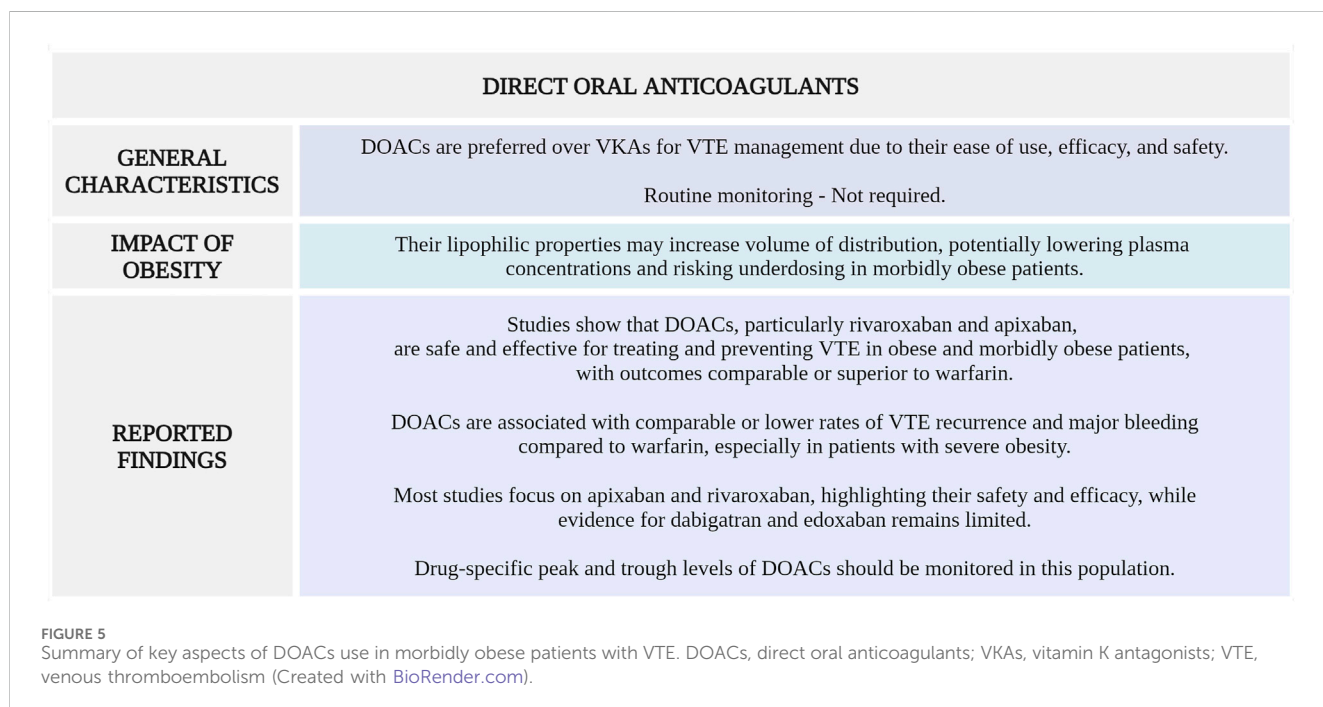 DIRECT ORAL ANTICOAGULANTS
GENERAL
CHARACTERISTICS
DOACs are preferred over VKAs for VTE management due to their ease of use, efficacy, and safety.
Routine monitoring - Not required.
IMPACT OF
OBESITY
Their lipophilic properties may increase volume of distribution, potentially lowering plasma
concentrations and risking underdosing in morbidly obese patients.
REPORTED
FINDINGS
Studies show that DOACs, particularly rivaroxaban and apixaban,
are safe and effective for treating and preventing VTE in obese and morbidly obese patients,
with outcomes comparable or superior to warfarin.
DOACs are associated with comparable or lower rates of VTE recurrence and major bleeding
compared to warfarin, especially in patients with severe obesity.
Most studies focus on apixaban and rivaroxaban, highlighting their safety and efficacy, while
evidence for dabigatran and edoxaban remains limited.
Drug-specific peak and trough levels of DOACs should be monitored in this population.
FIGURE 5
Summary of key aspects of DOACs use in morbidly obese patients with VTE. DOACs, direct oral anticoagulants; VKAs, vitamin K antagonists; VTE,
venous thromboembolism (Created with BioRender.com).